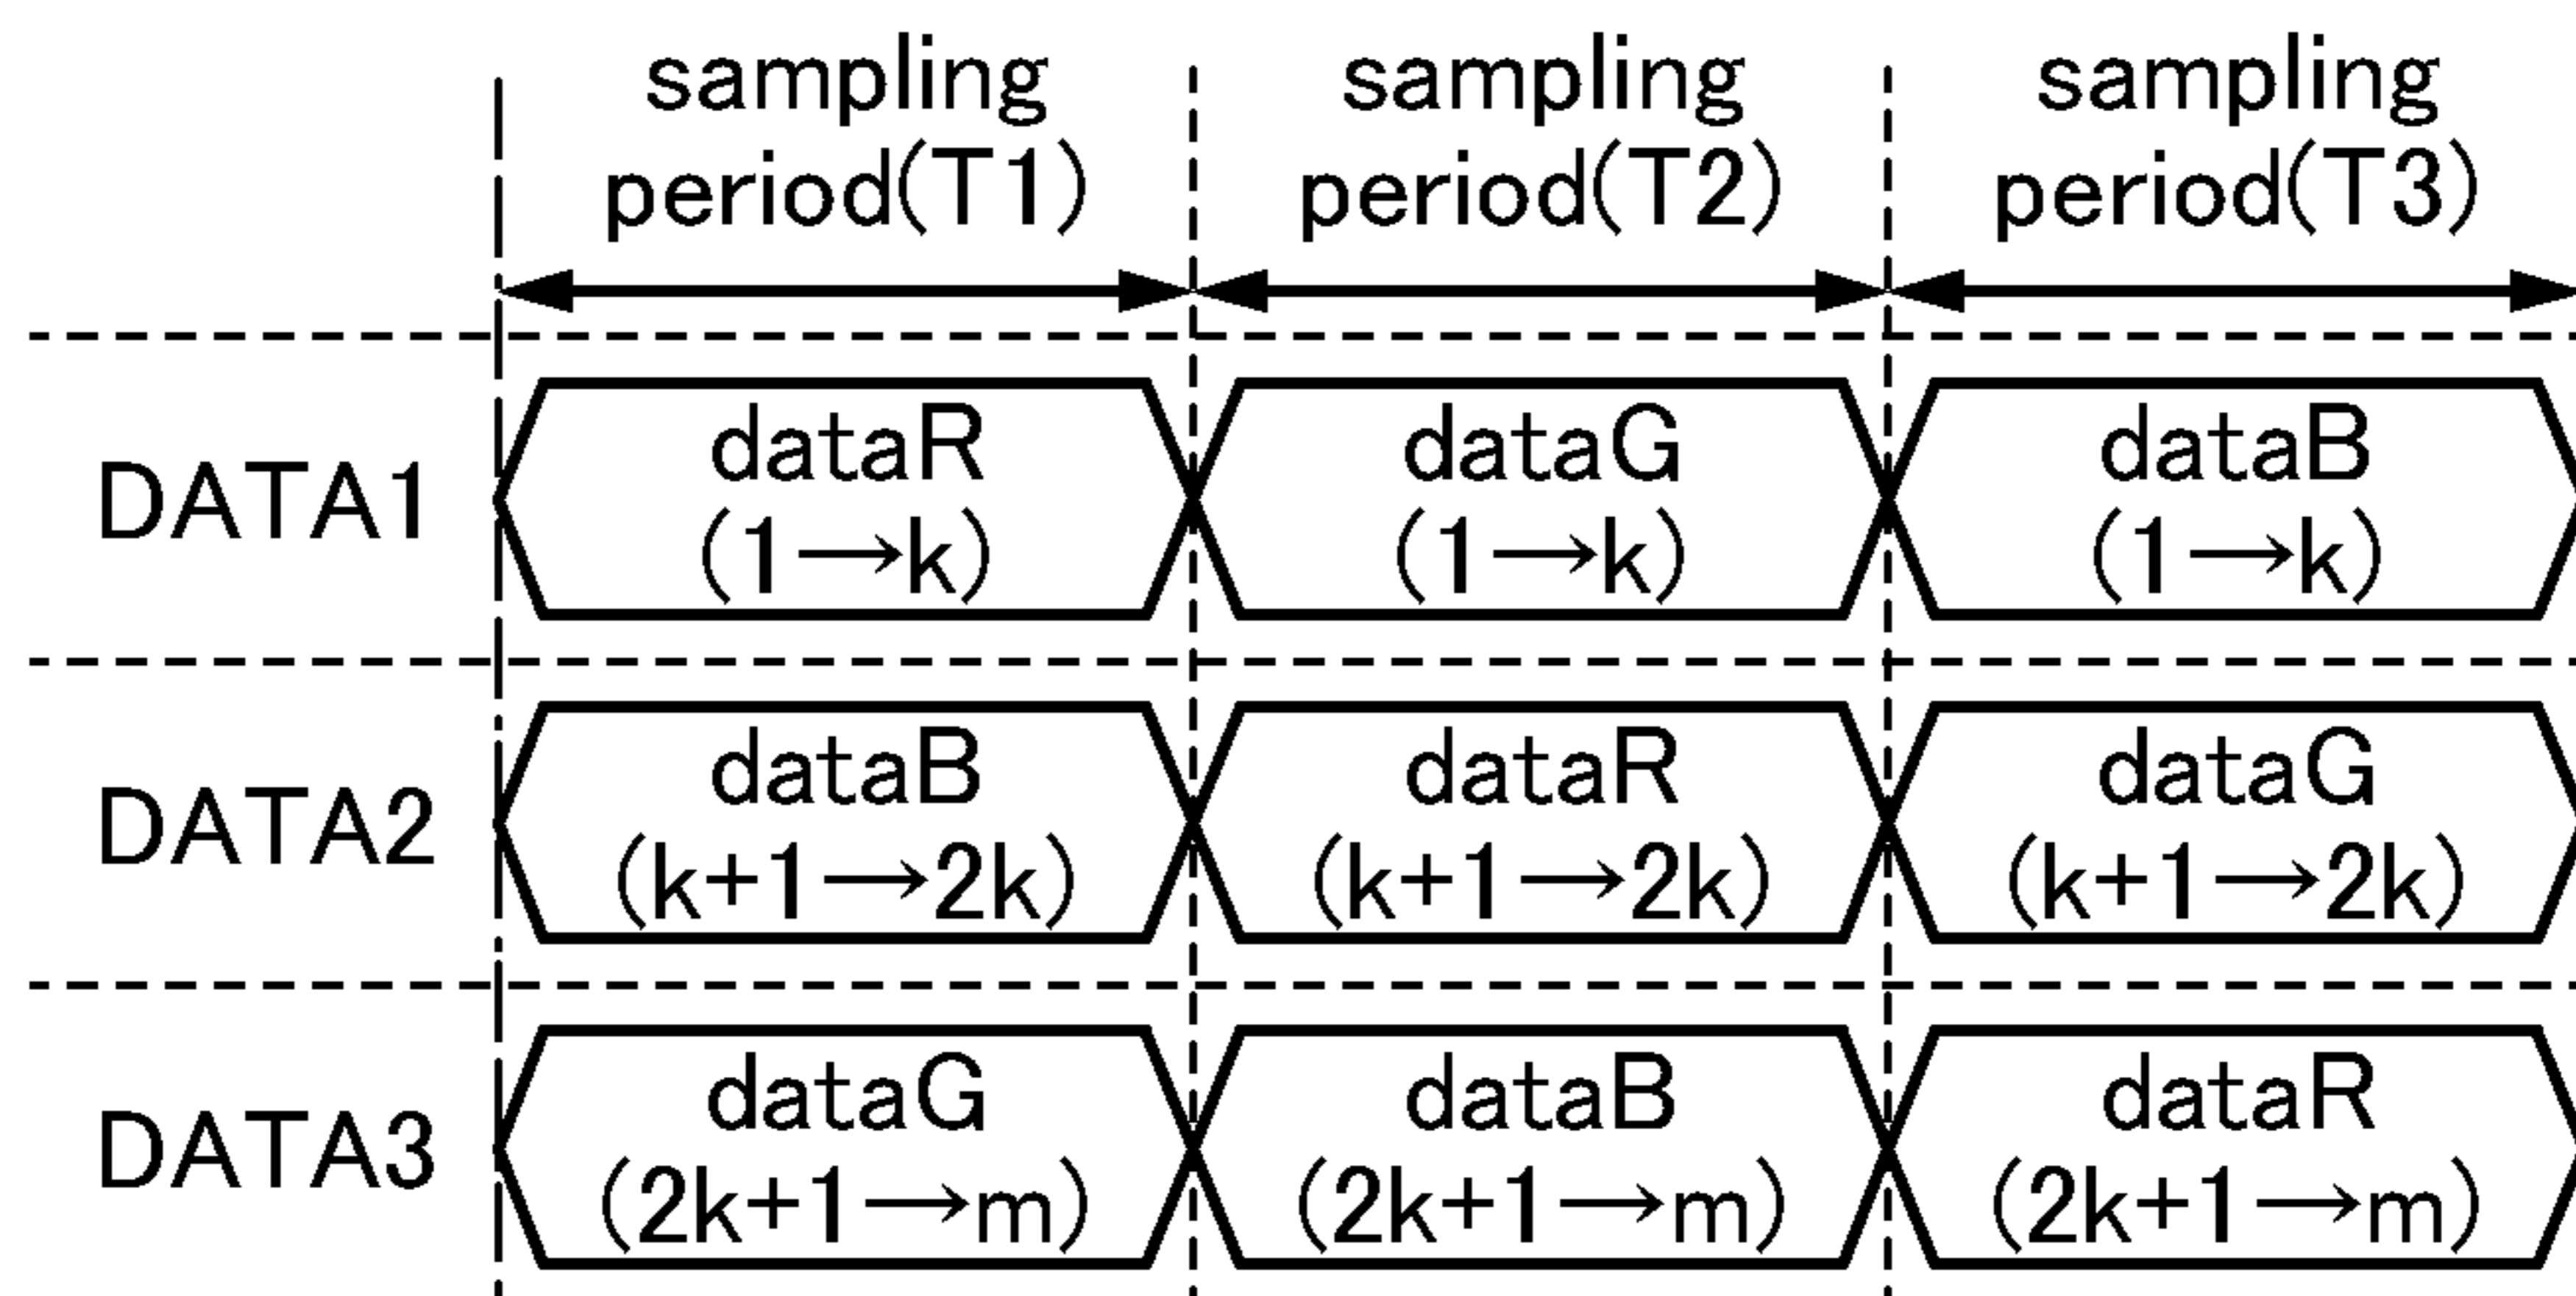 sampling
period(T1)
sampling
period(T2)
sampling
period(T3)
DATA1
dataR
(1→k)
dataG
(1→k)
dataB
(1→k)
DATA2
dataB
(k+1→2k)
dataR
(k+1→2k)
dataG
(k+1→2k)
DATA3
dataG
(2k+1→m)
dataB
(2k+1→m)
dataR
(2k+1→m)